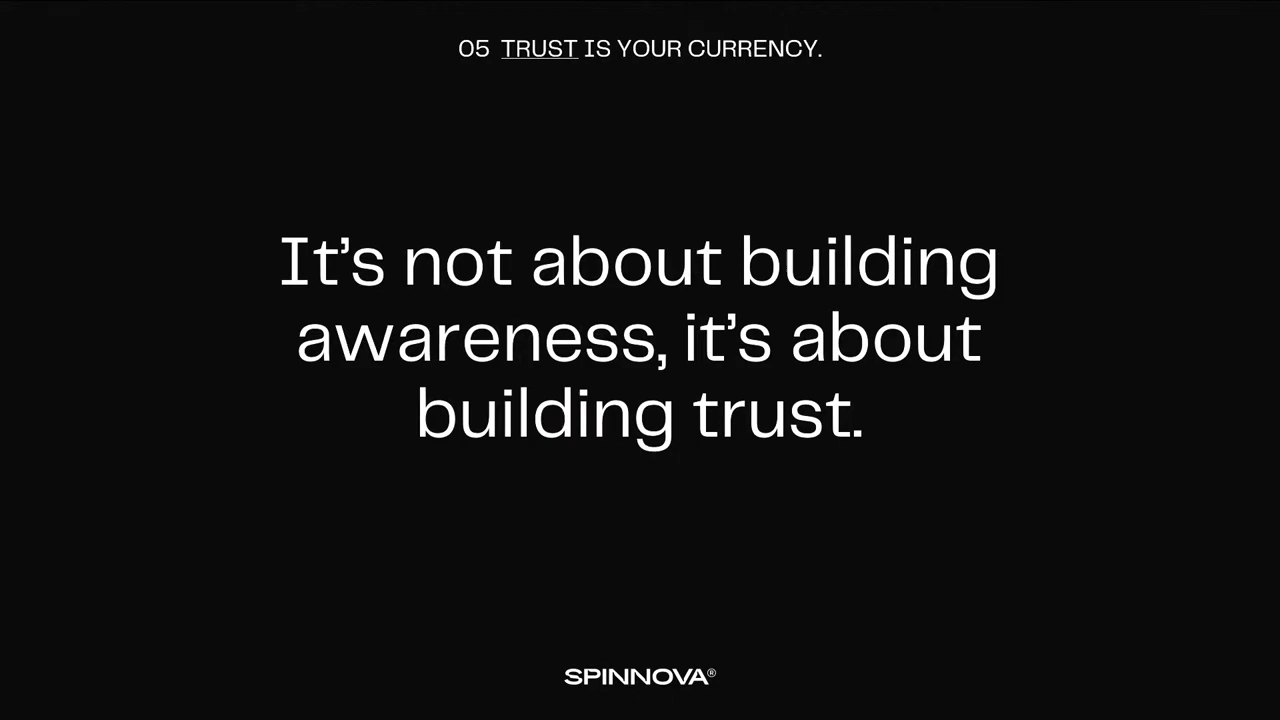 05 TRUST IS YOUR CURRENCY.
It’s not about building
awareness, it’s about
building trust.
SPINNOVA®